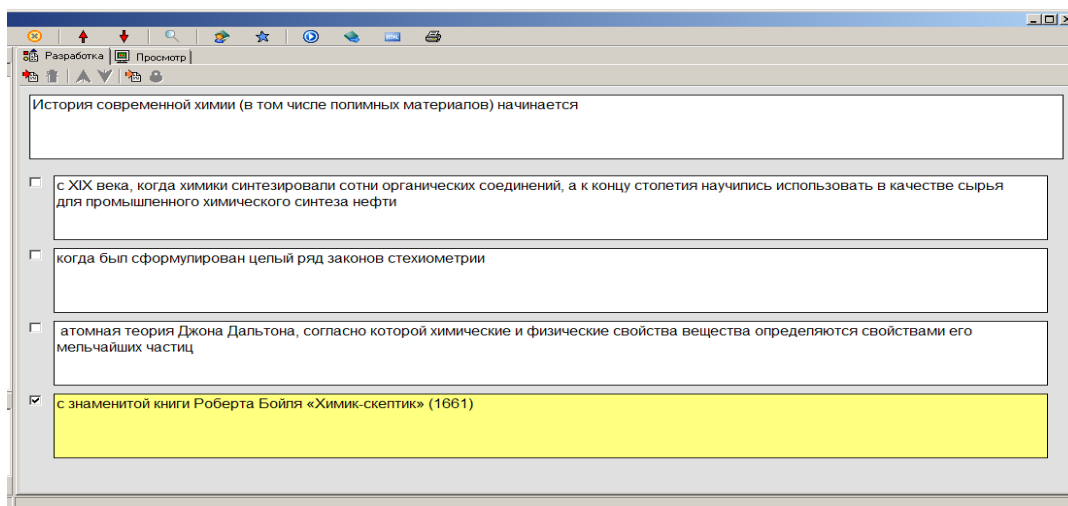 Разработка
Просмотр
История современной химии (в том числе полимных материалов) начинается
с XIX века, когда химики синтезировали сотни органических соединений, а к концу столетия научились использовать в качестве сырья
для промышленного химического синтеза нефти
когда был сформулирован целый ряд законов стехиометрии
атомная теория Джона Дальтона, согласно которой химические и физические свойства вещества определяются свойствами его
мельчайших частиц
с знаменитой книги Роберта Бойля «Химик-скептик» (1661)